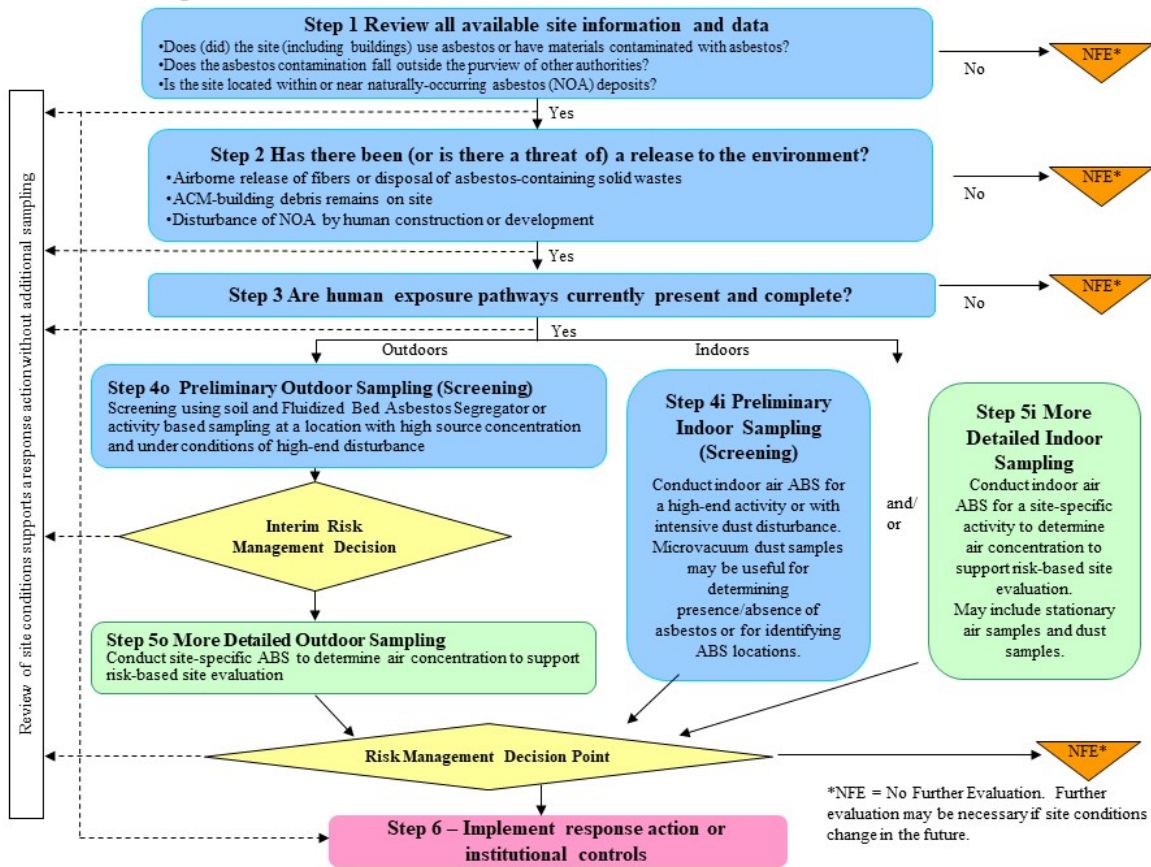 Step 1 Review all available site information and data
•Does (did) the site (including buildings) use asbestos or have materials contaminated with asbestos?
•Does the asbestos contamination fall outside the purview of other authorities?
•Is the site located within or near naturally-occurring asbestos (NOA) deposits?
No
NFE*
Yes
Step 2 Has there been (or is there a threat of) a release to the environment?
•Airborne release of fibers or disposal of asbestos-containing solid wastes
•ACM-building debris remains on site
•Disturbance of NOA by human construction or development
No
NFE*
Yes
Step 3 Are human exposure pathways currently present and complete?
No
NFE*
Yes
Outdoors
Indoors
Step 4o Preliminary Outdoor Sampling (Screening)
Screening using soil and Fluidized Bed Asbestos Segregator or
activity based sampling at a location with high source concentration
and under conditions of high-end disturbance
Interim Risk
Management Decision
Step 5o More Detailed Outdoor Sampling
Conduct site-specific ABS to determine air concentration to support
risk-based site evaluation
Step 4i Preliminary
Indoor Sampling
(Screening)
Conduct indoor air ABS for
a high-end activity or with
intensive dust disturbance.
Microvacuum dust samples
may be useful for
determining
presence/absence of
asbestos or for identifying
ABS locations.
and/
or
Step 5i More
Detailed Indoor
Sampling
Conduct indoor air
ABS for a site-specific
activity to determine
air concentration to
support risk-based site
evaluation.
May include stationary
air samples and dust
samples.
Risk Management Decision Point
NFE*
*NFE = No Further Evaluation. Further
evaluation may be necessary if site conditions
change in the future.
Step 6 – Implement response action or
institutional controls
Review of site conditions supports a response action without additional sampling